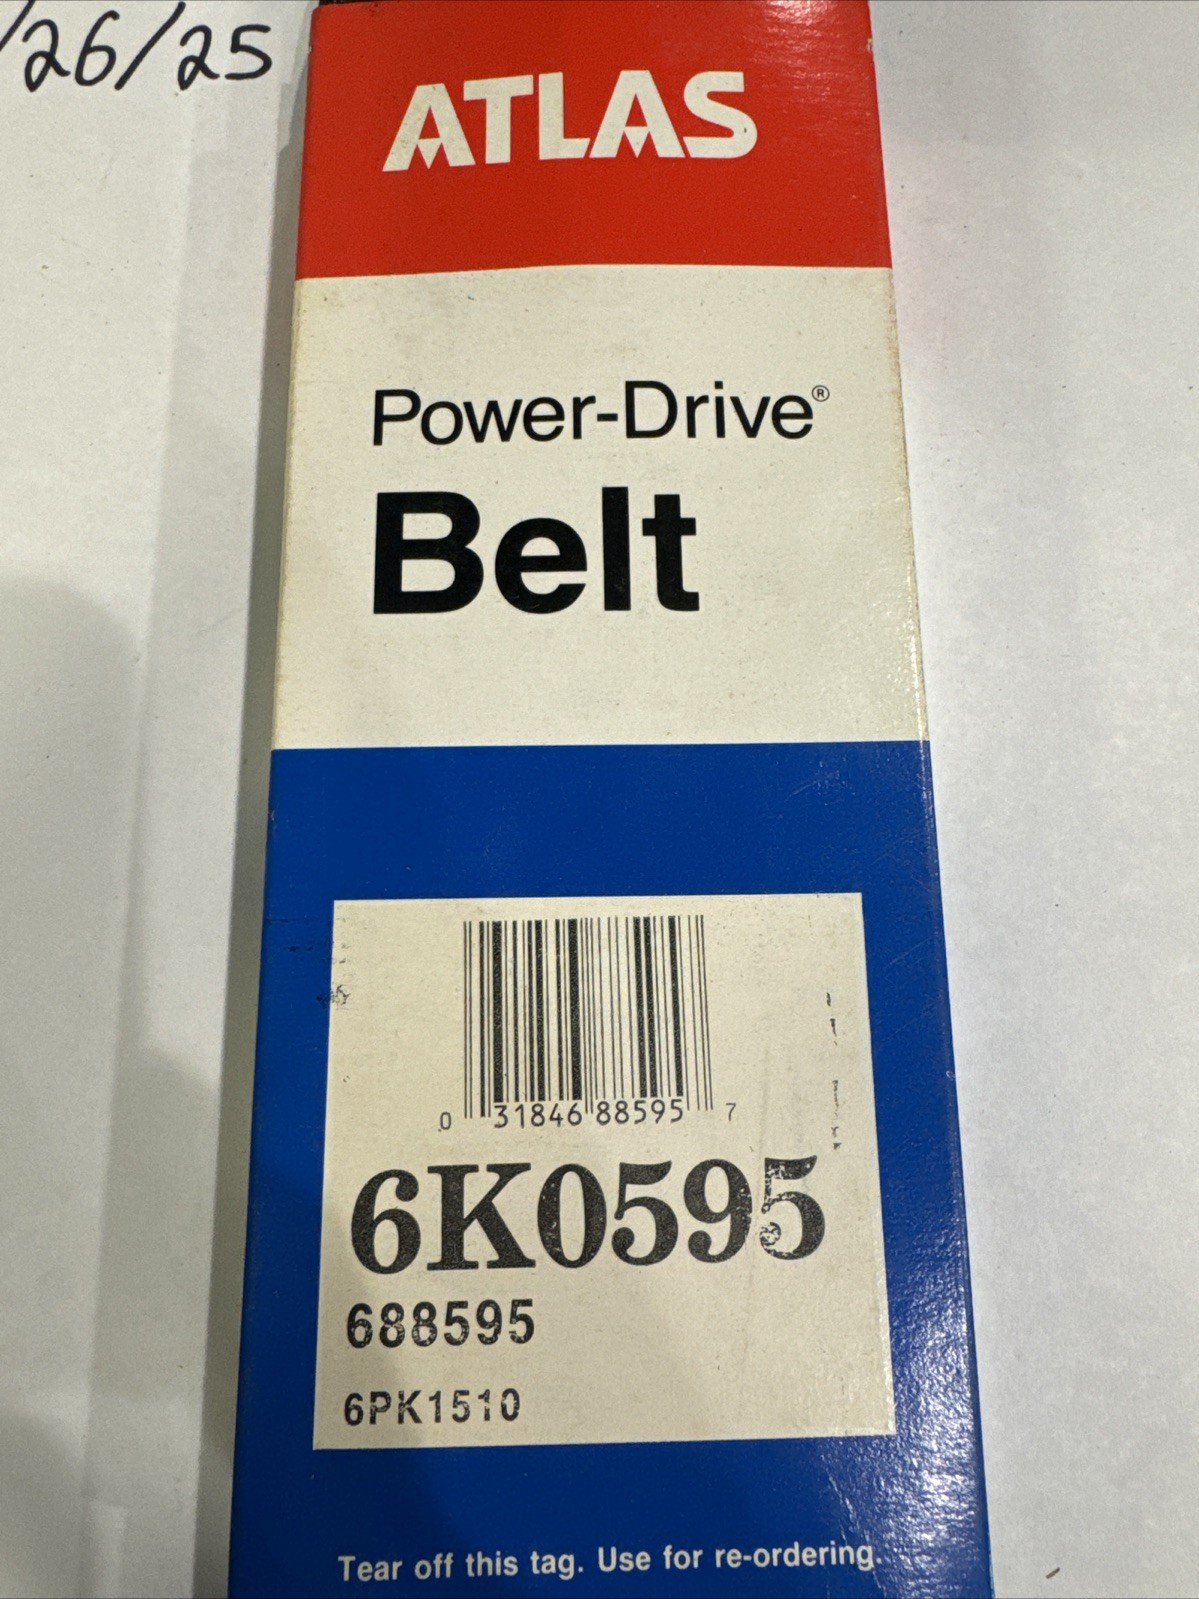 /26/25
ATLAS
Power-Drive®
Belt
0 31846 88595 7
6K0595
688595
6PK1510
Tear off this tag. Use for re-ordering.